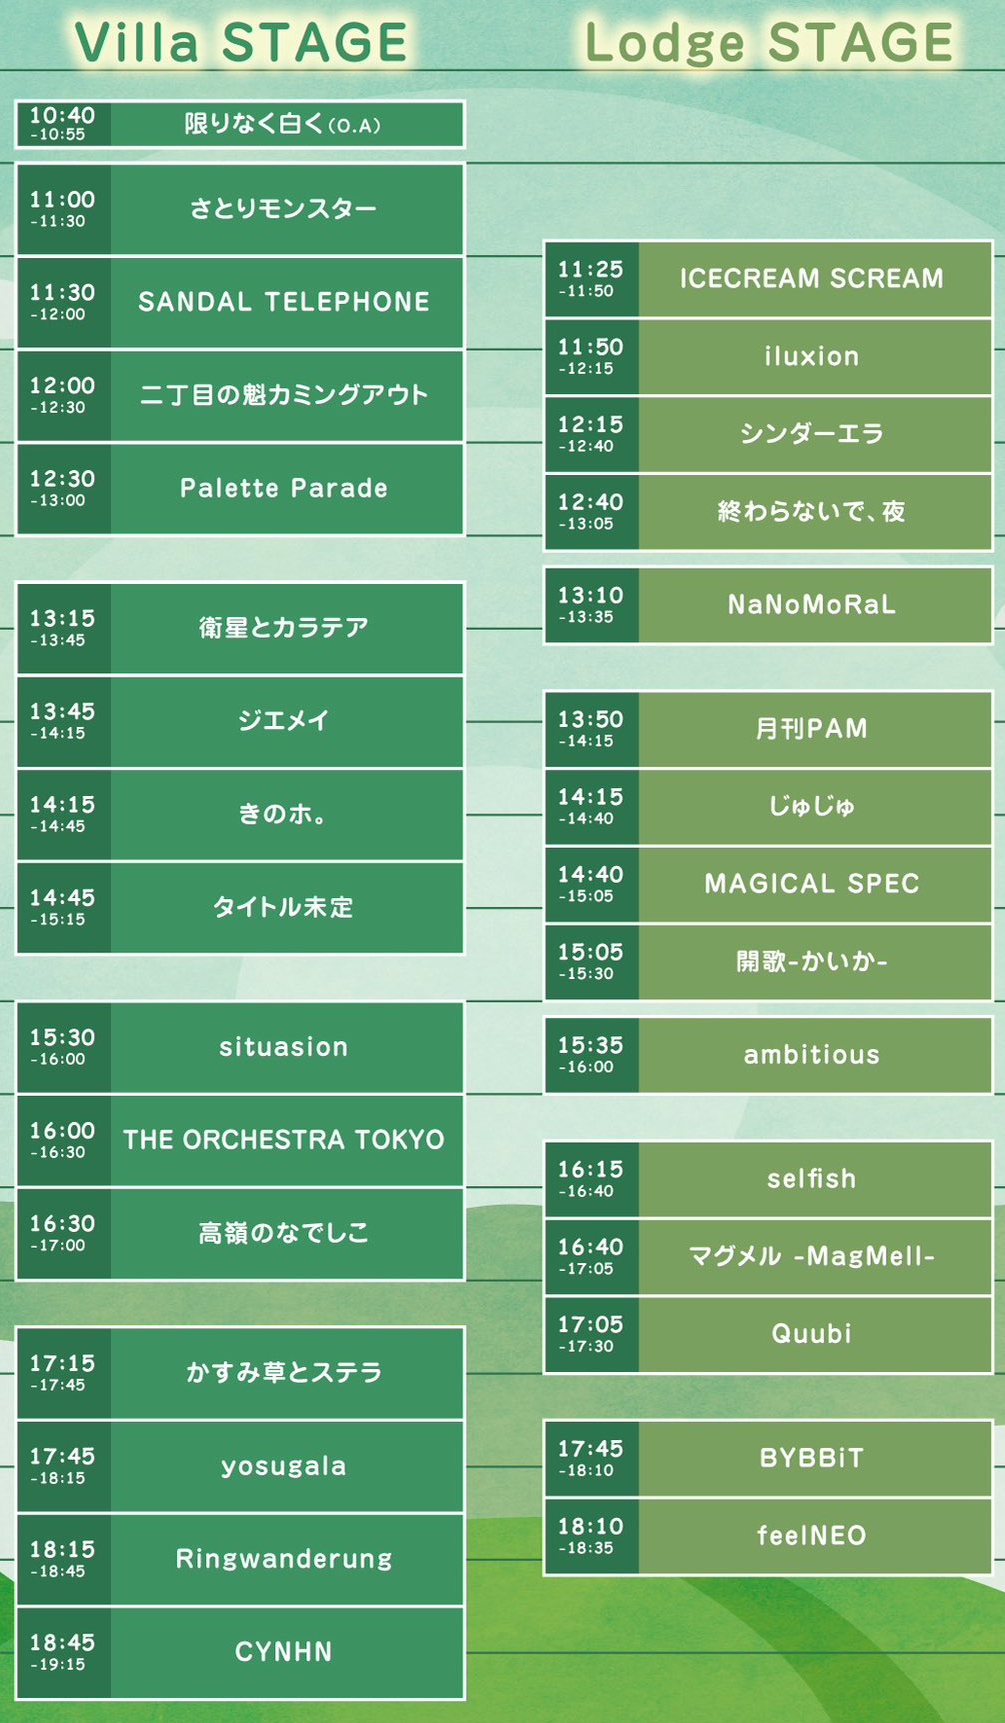 Villa STAGE
10:40
-10:55
限りなく白く(O.A)
11:00
-11:30
さとりモンスター
11:30
-12:00
SANDAL TELEPHONE
12:00
-12:30
二丁目の魁カミングアウト
12:30
-13:00
Palette Parade
13:15
-13:45
衛星とカラテア
13:45
-14:15
ジエメイ
14:15
-14:45
きのホ。
14:45
-15:15
タイトル未定
15:30
-16:00
situasion
16:00
-16:30
THE ORCHESTRA TOKYO
16:30
-17:00
高嶺のなでしこ
17:15
-17:45
かすみ草とステラ
17:45
-18:15
yosugala
18:15
-18:45
Ringwanderung
18:45
-19:15
CYNHN
Lodge STAGE
11:25
-11:50
ICECREAM SCREAM
11:50
-12:15
iluxion
12:15
-12:40
シンダーエラ
12:40
-13:05
終わらないで、夜
13:10
-13:35
NaNoMoRaL
13:50
-14:15
月刊PAM
14:15
-14:40
じゅじゅ
14:40
-15:05
MAGICAL SPEC
15:05
-15:30
開歌-かいか-
15:35
-16:00
ambitious
16:15
-16:40
selfish
16:40
-17:05
マグメル -MagMell-
17:05
-17:30
Quubi
17:45
-18:10
BYBBiT
18:10
-18:35
feelNEO